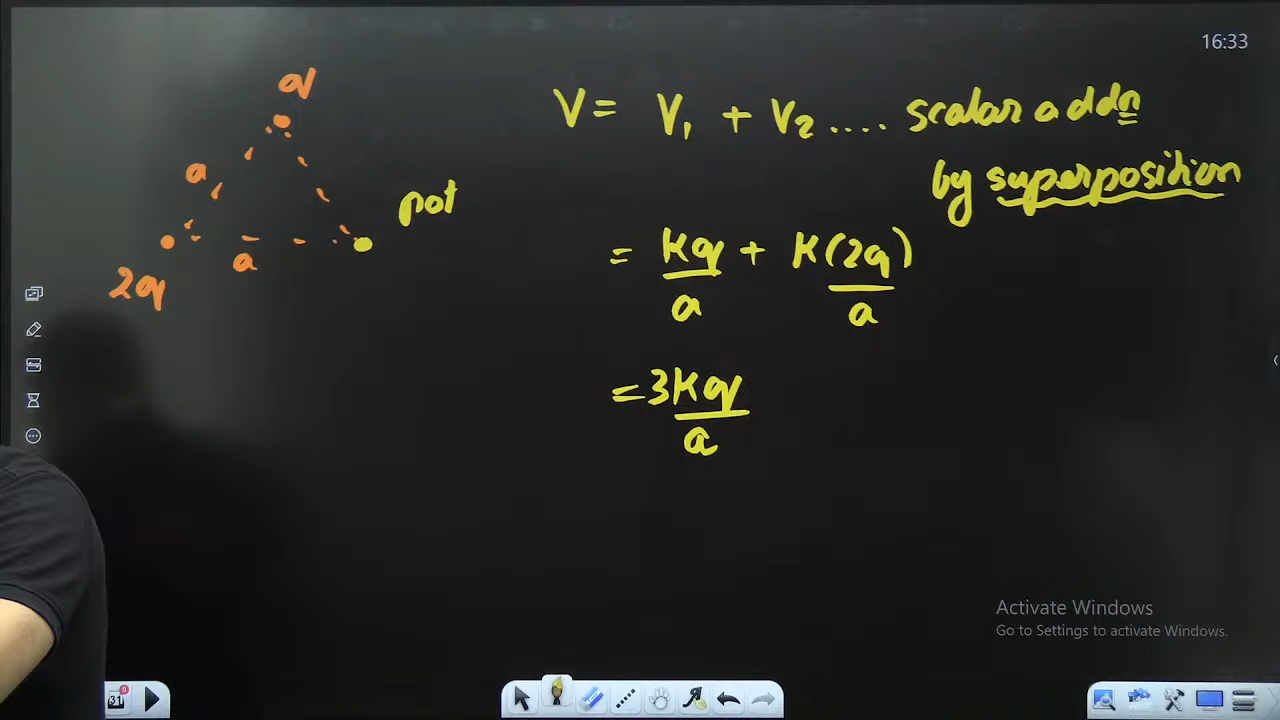 16:33
q
V = V₁ + V₂ .... scalar addn
by superposition
a
pot
= kq/a + k(2q)/a
a
2q
= 3kq/a
Activate Windows
Go to Settings to activate Windows.
31